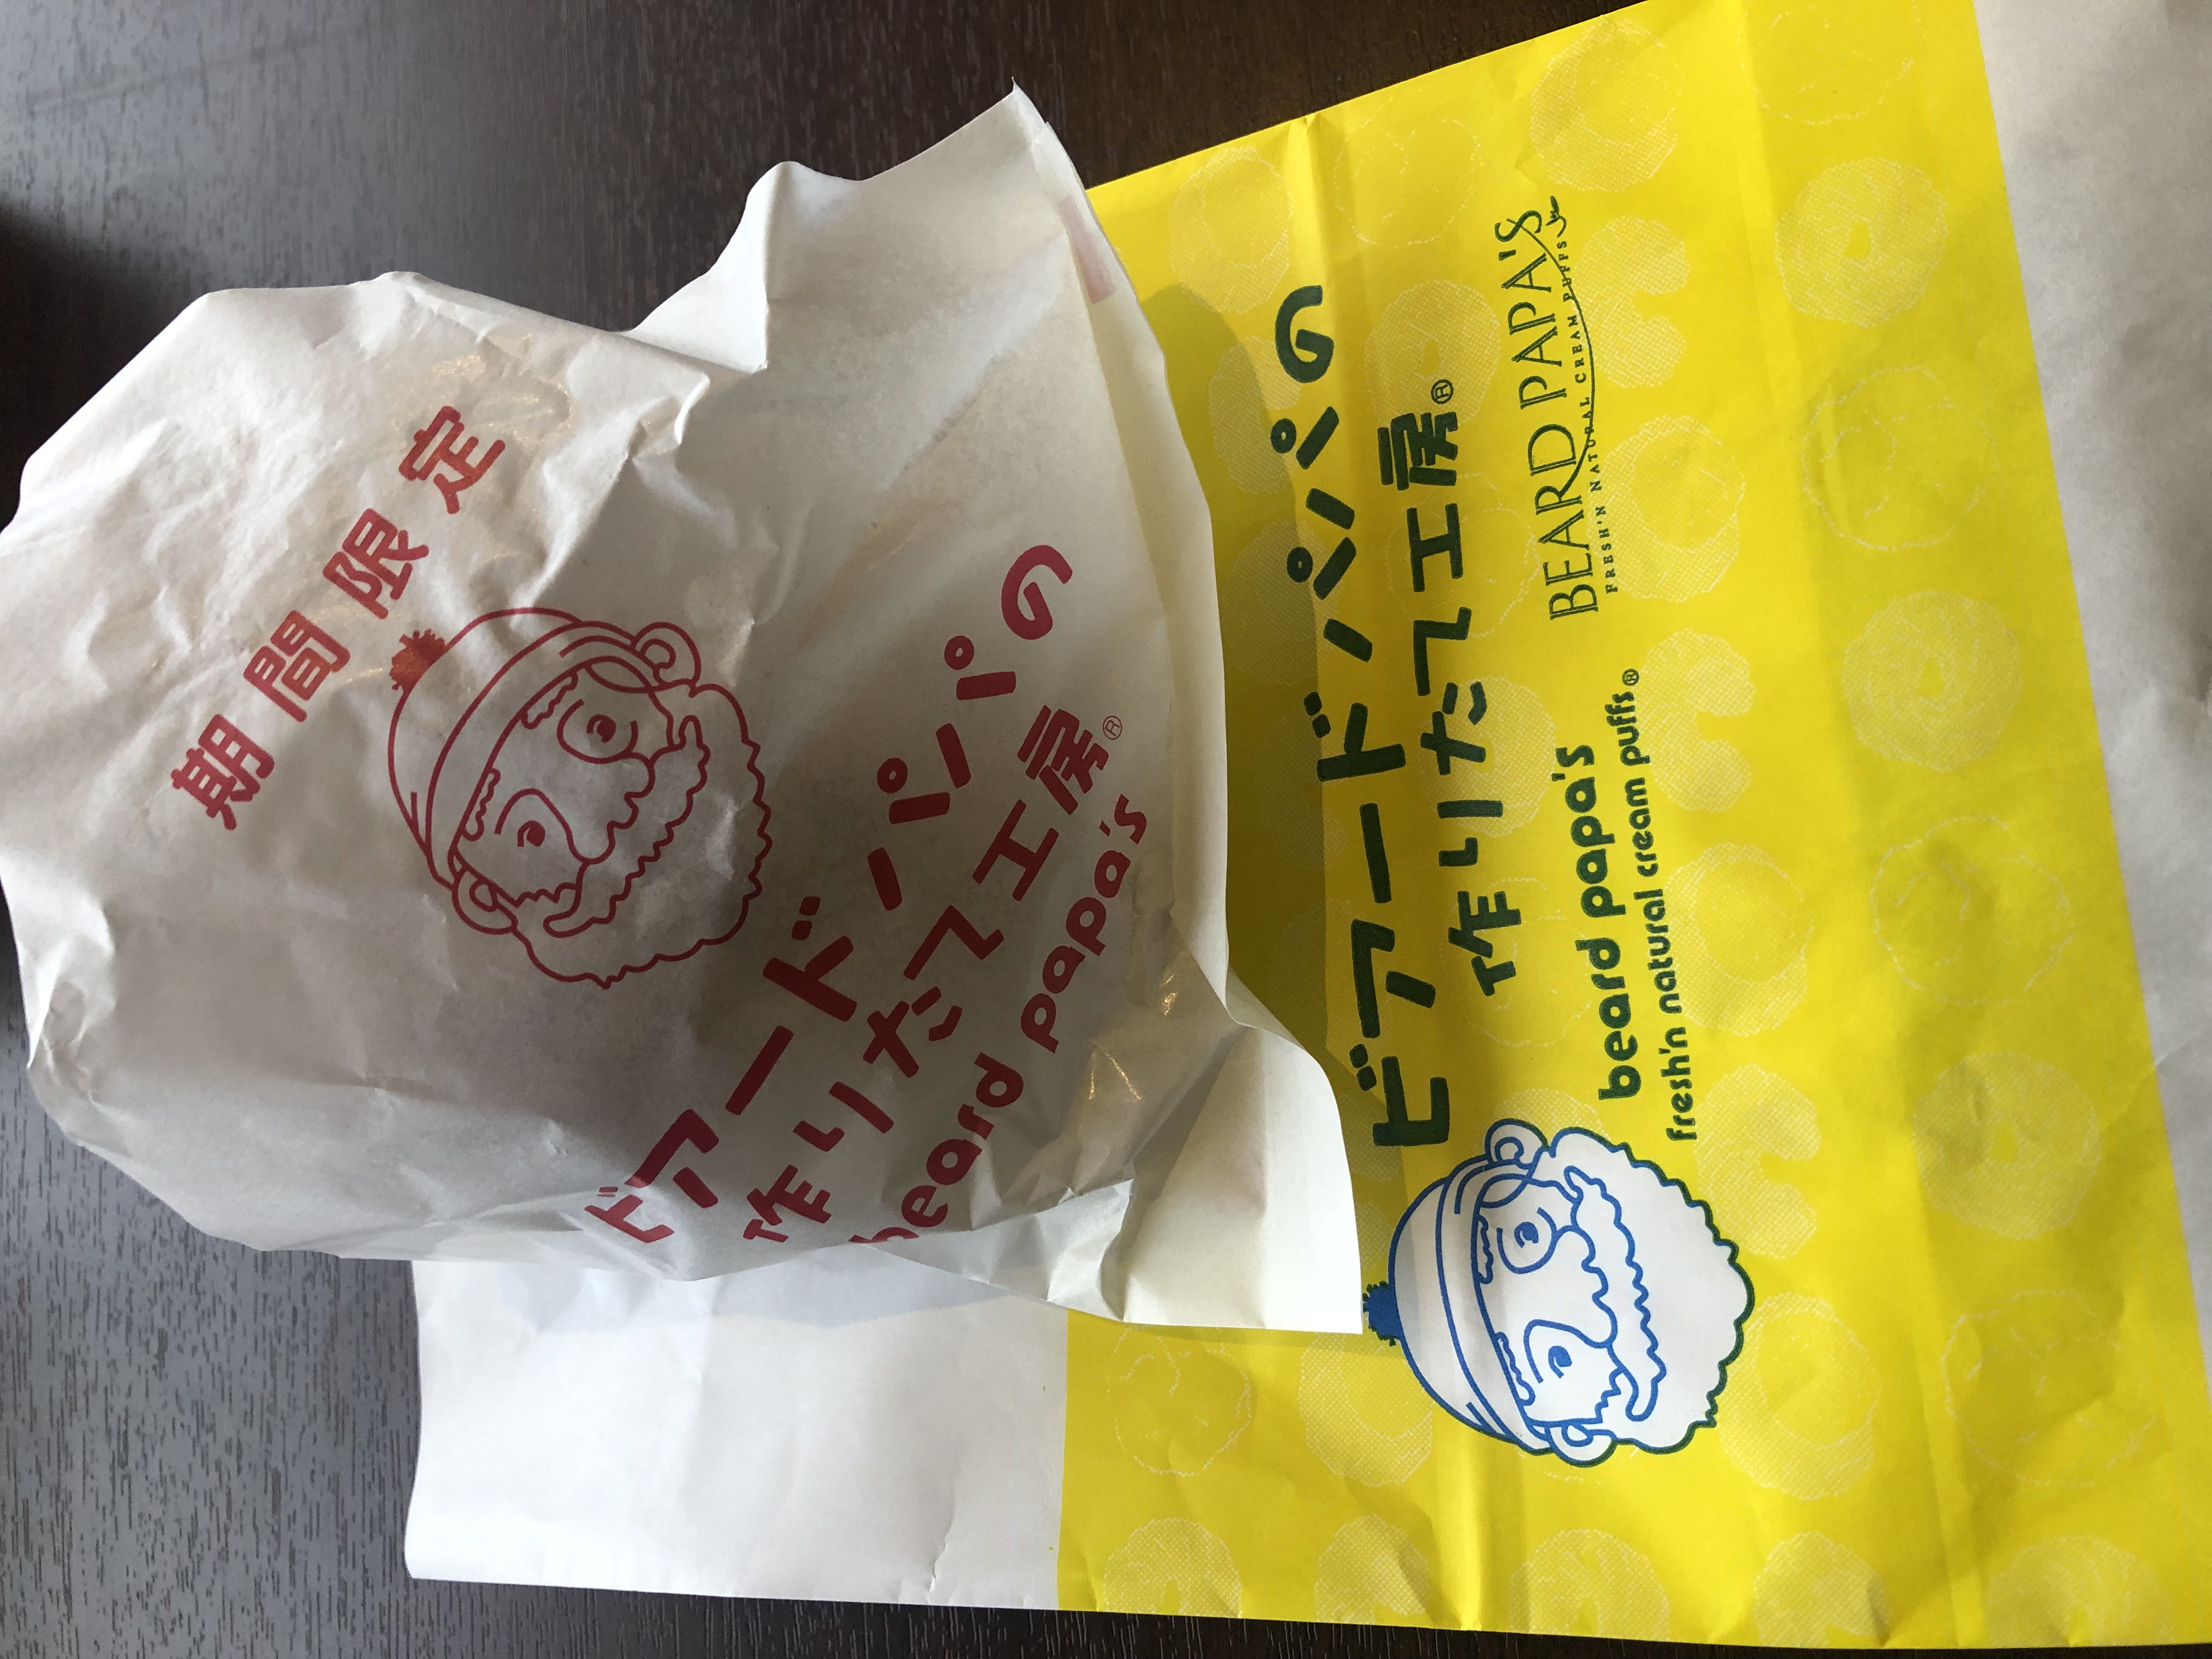 期間限定
ビアードパパの
作りたて工房®
beard papa's
ビアードパパの
作りたて工房®
beard papa's
fresh'n natural cream puffs®
BEARD PAPA'S
FRESH'N NATURAL CREAM PUFFS